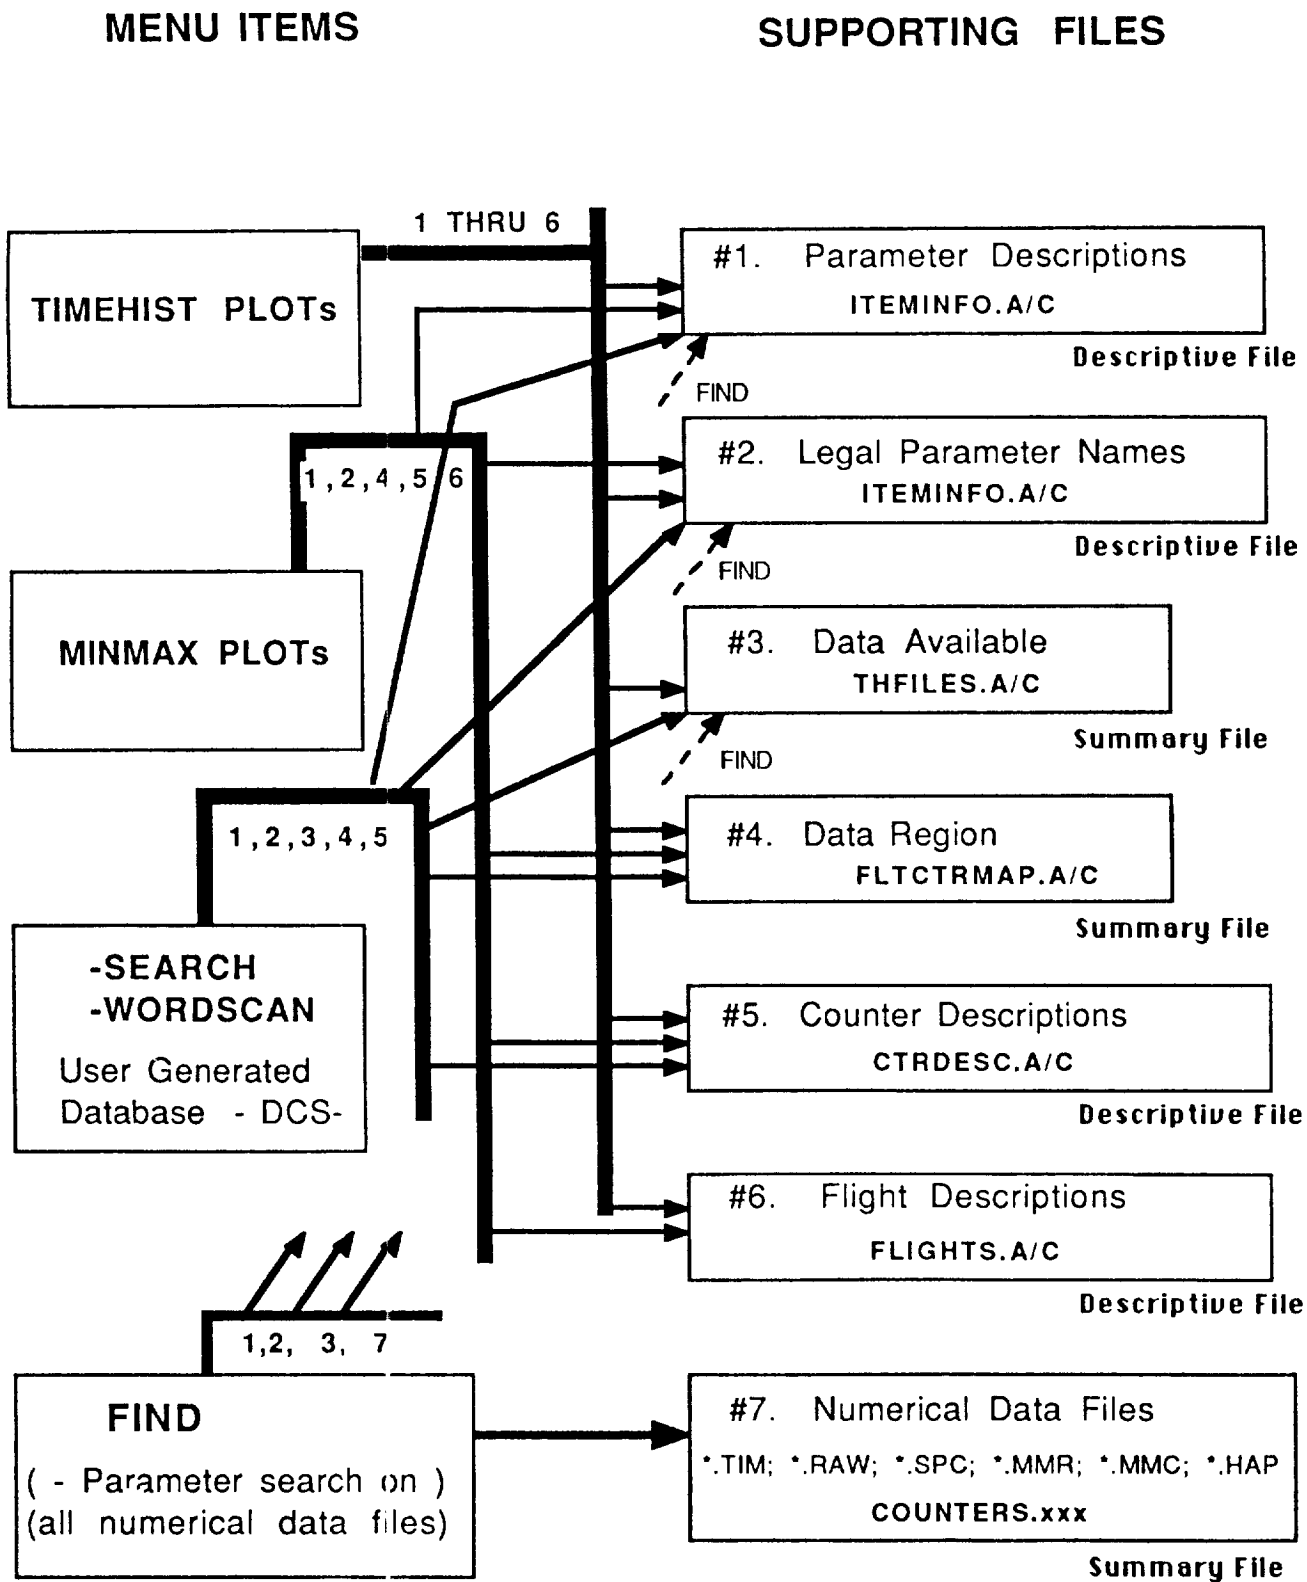 MENU ITEMS
SUPPORTING FILES
1 THRU 6
TIMEHIST PLOTs
#1. Parameter Descriptions
ITEMINFO.A/C
Descriptive File
FIND
1,2,4,5 6
#2. Legal Parameter Names
ITEMINFO.A/C
Descriptive File
FIND
MINMAX PLOTs
#3. Data Available
THFILES.A/C
Summary File
FIND
1,2,3,4,5
#4. Data Region
FLTCTRMAP.A/C
Summary File
-SEARCH
-WORDSCAN
User Generated
Database - DCS-
#5. Counter Descriptions
CTRDESC.A/C
Descriptive File
#6. Flight Descriptions
FLIGHTS.A/C
Descriptive File
1,2, 3, 7
FIND
( - Parameter search on )
(all numerical data files)
#7. Numerical Data Files
*.TIM; *.RAW; *.SPC; *.MMR; *.MMC; *.HAP
COUNTERS.xxx
Summary File